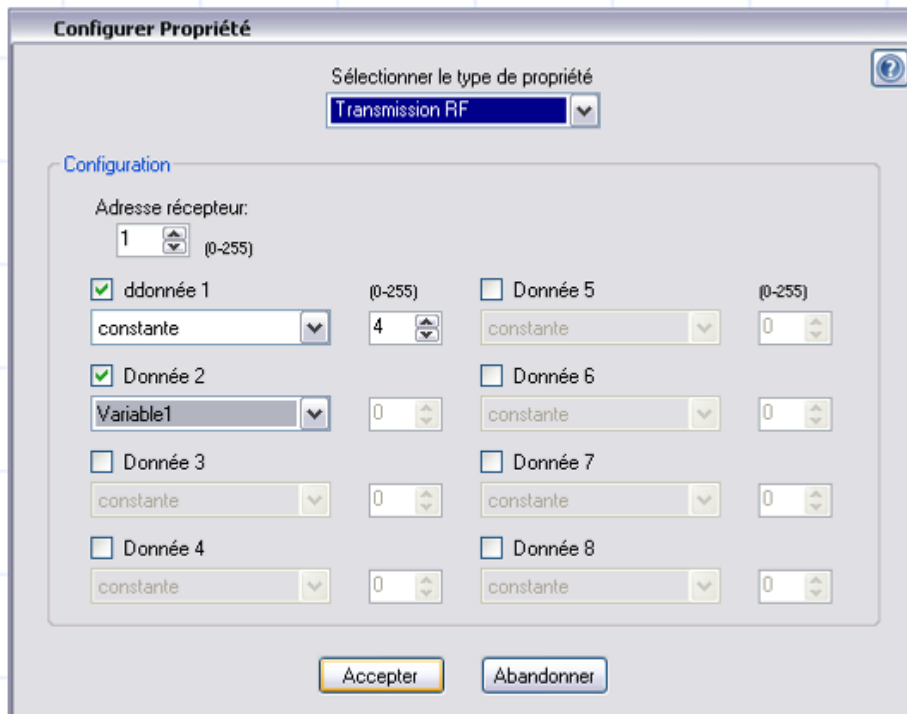 Configurer Propriété
Sélectionner le type de propriété
Transmission RF
Configuration
Adresse récepteur:
1 (0-255)
ddonnée 1 (0-255)
constante 4
Donnée 2
Variable1 0
Donnée 3
constante 0
Donnée 4
constante 0
Donnée 5 (0-255)
constante 0
Donnée 6
constante 0
Donnée 7
constante 0
Donnée 8
constante 0
Accepter Abandonner